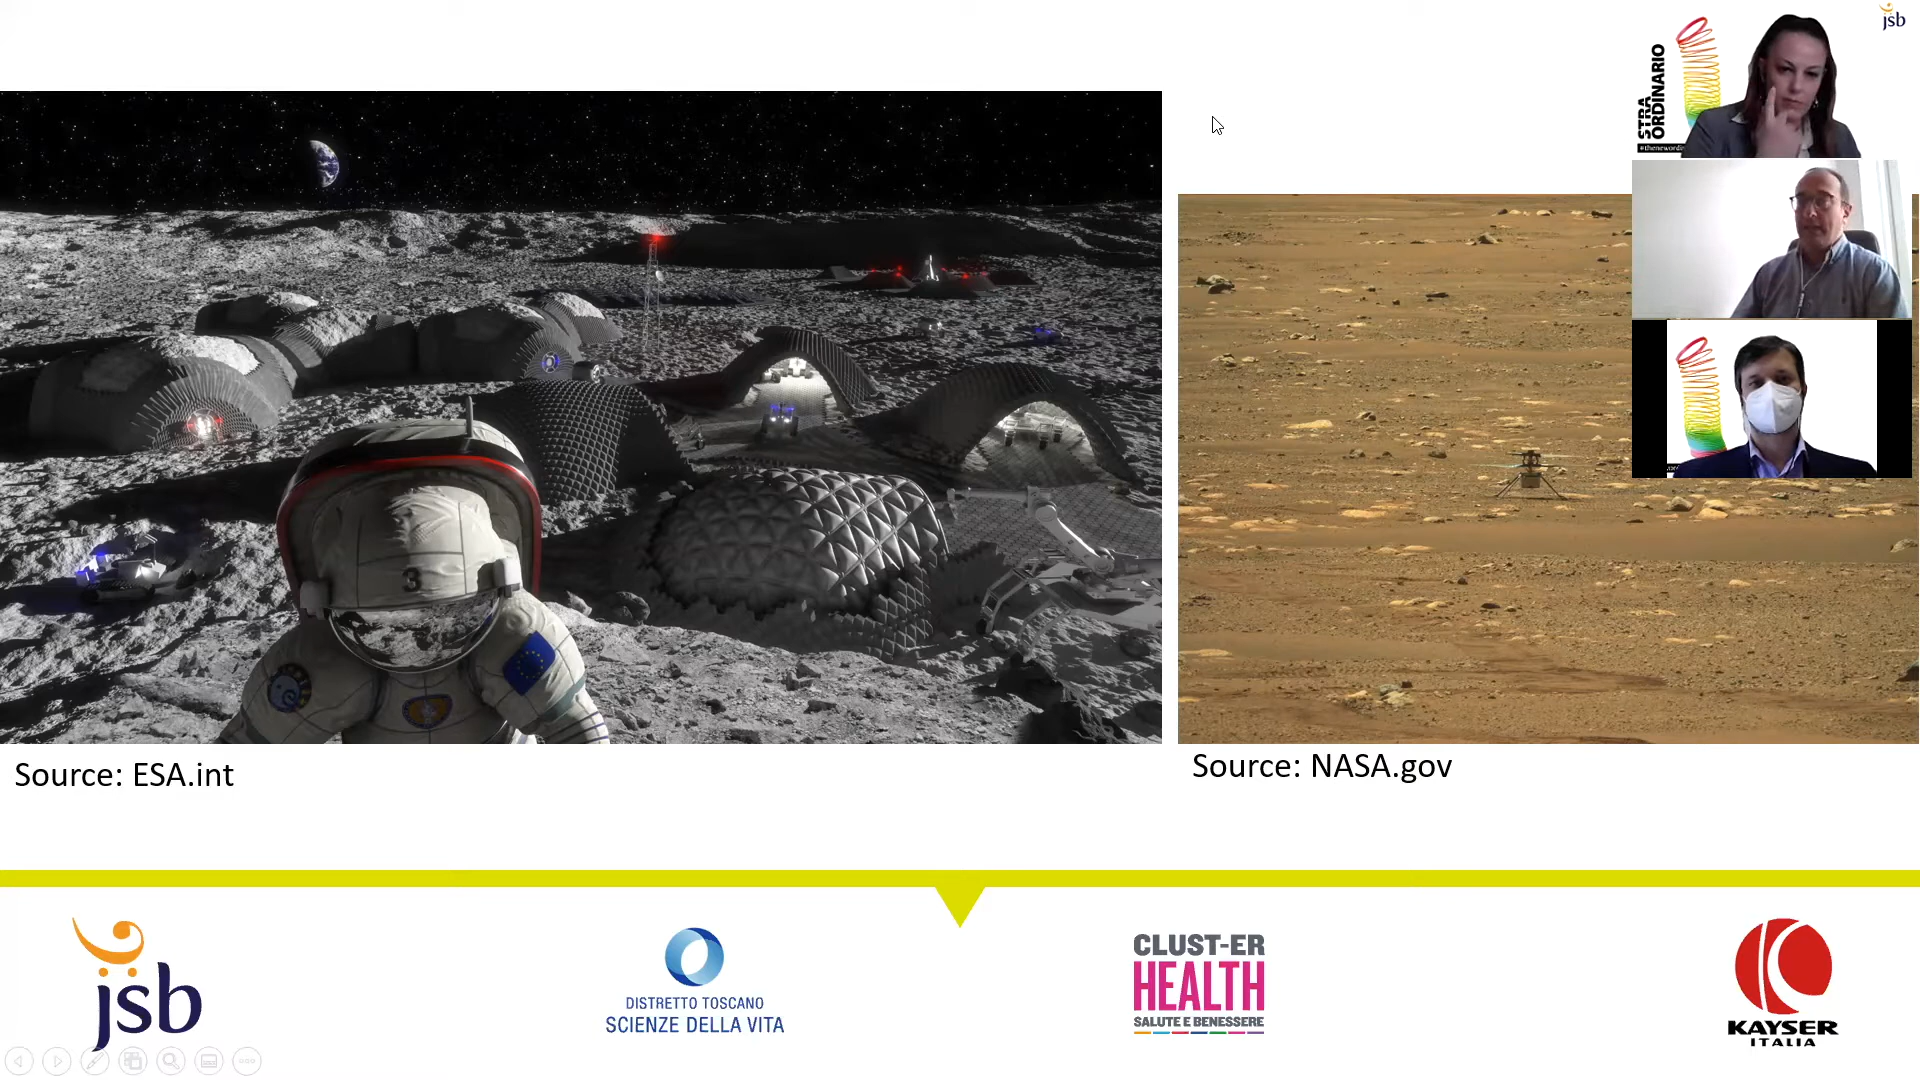 jsb
STRA
ORDINARIO
3
Source: ESA.int
Source: NASA.gov
jsb
DISTRETTO TOSCANO
SCIENZE DELLA VITA
CLUST-ER
HEALTH
SALUTE E BENESSERE
KAYSER
ITALIA